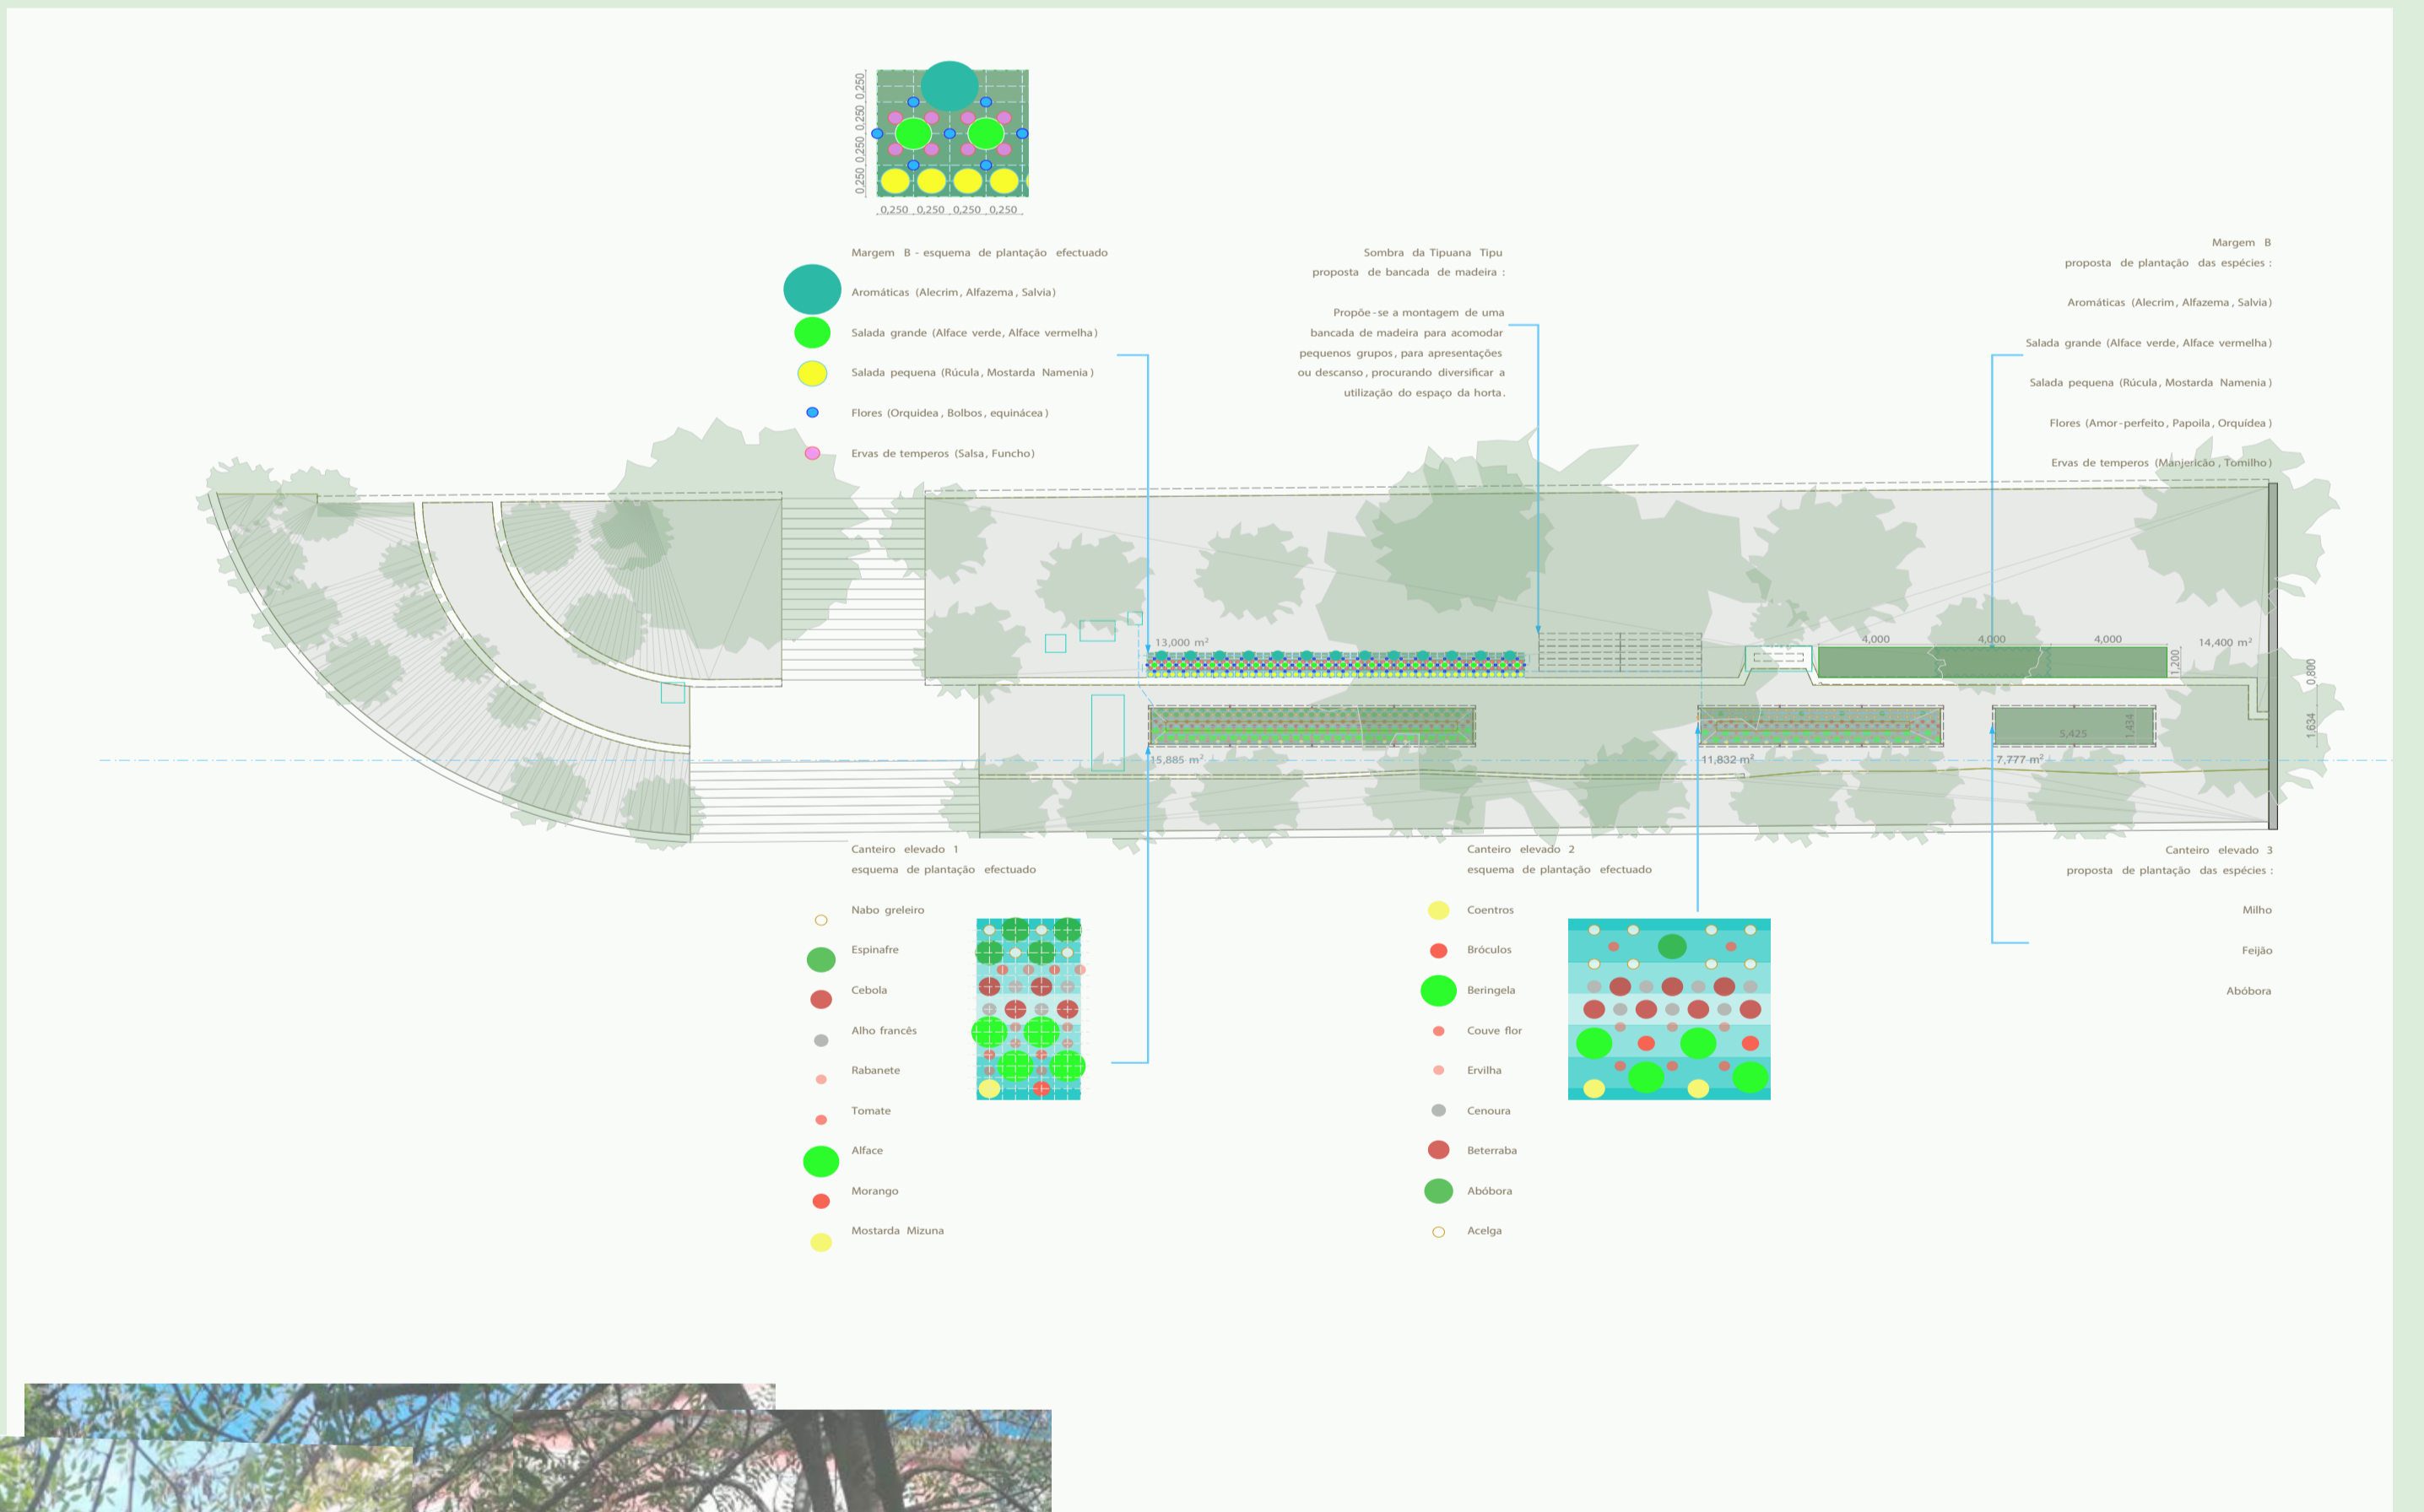 0,250
0,250
0,250
0,250
0,250 0,250 0,250 0,250
Margem B - esquema de plantação efectuado
Aromáticas (Alecrim, Alfazema, Salvia)
Salada grande (Alface verde, Alface vermelha)
Salada pequena (Rúcula, Mostarda Namenia)
Flores (Orquidea, Bolbos, equinácea)
Ervas de temperos (Salsa, Funcho)
Sombra da Tipuana Tipu
proposta de bancada de madeira :
Propõe-se a montagem de uma
bancada de madeira para acomodar
pequenos grupos, para apresentações
ou descanso, procurando diversificar a
utilização do espaço da horta.
Margem B
proposta de plantação das espécies :
Aromáticas (Alecrim, Alfazema, Salvia)
Salada grande (Alface verde, Alface vermelha)
Salada pequena (Rúcula, Mostarda Namenia)
Flores (Amor-perfeito, Papoila, Orquídea)
Ervas de temperos (Manjericão, Tomilho)
13,000 m²
4,000
4,000
4,000
14,400 m²
1,200
0,800
5,425
1,434
1,634
15,885 m²
11,832 m²
7,777 m²
Canteiro elevado 1
esquema de plantação efectuado
Nabo greleiro
Espinafre
Cebola
Alho francês
Rabanete
Tomate
Alface
Morango
Mostarda Mizuna
Canteiro elevado 2
esquema de plantação efectuado
Coentros
Bróculos
Beringela
Couve flor
Ervilha
Cenoura
Beterraba
Abóbora
Acelga
Canteiro elevado 3
proposta de plantação das espécies :
Milho
Feijão
Abóbora